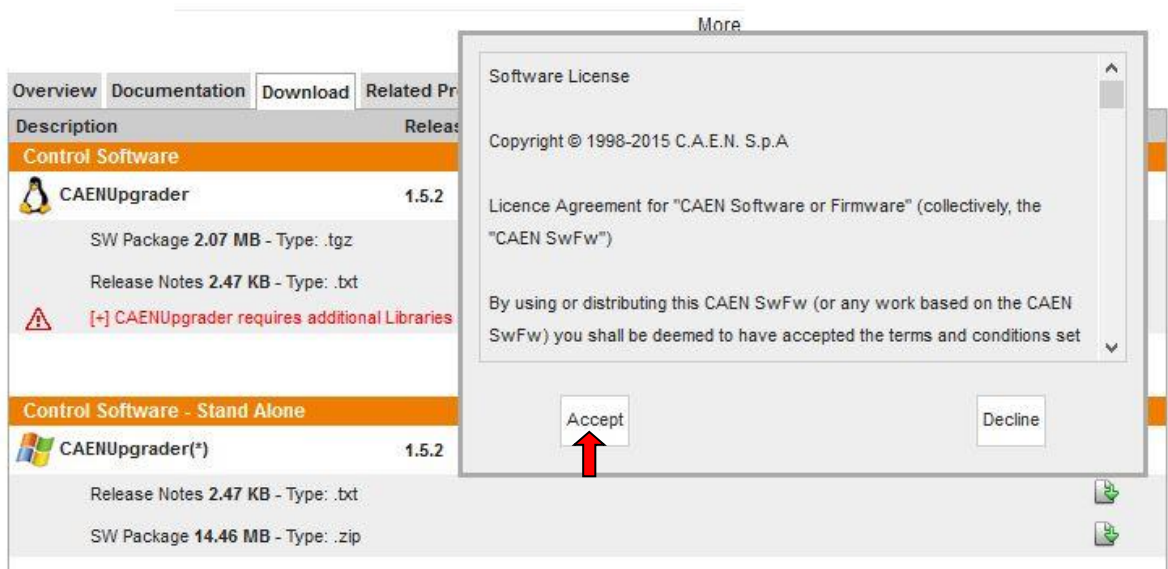 More
Overview Documentation Download Related Pr
Description Releas
Control Software
CAENUpgrader 1.5.2
SW Package 2.07 MB - Type: .tgz
Release Notes 2.47 KB - Type: .txt
[+] CAENUpgrader requires additional Libraries
Control Software - Stand Alone
CAENUpgrader(*) 1.5.2
Release Notes 2.47 KB - Type: .txt
SW Package 14.46 MB - Type: .zip
Software License
Copyright © 1998-2015 C.A.E.N. S.p.A
Licence Agreement for "CAEN Software or Firmware" (collectively, the
"CAEN SwFw")
By using or distributing this CAEN SwFw (or any work based on the CAEN
SwFw) you shall be deemed to have accepted the terms and conditions set
Accept Decline